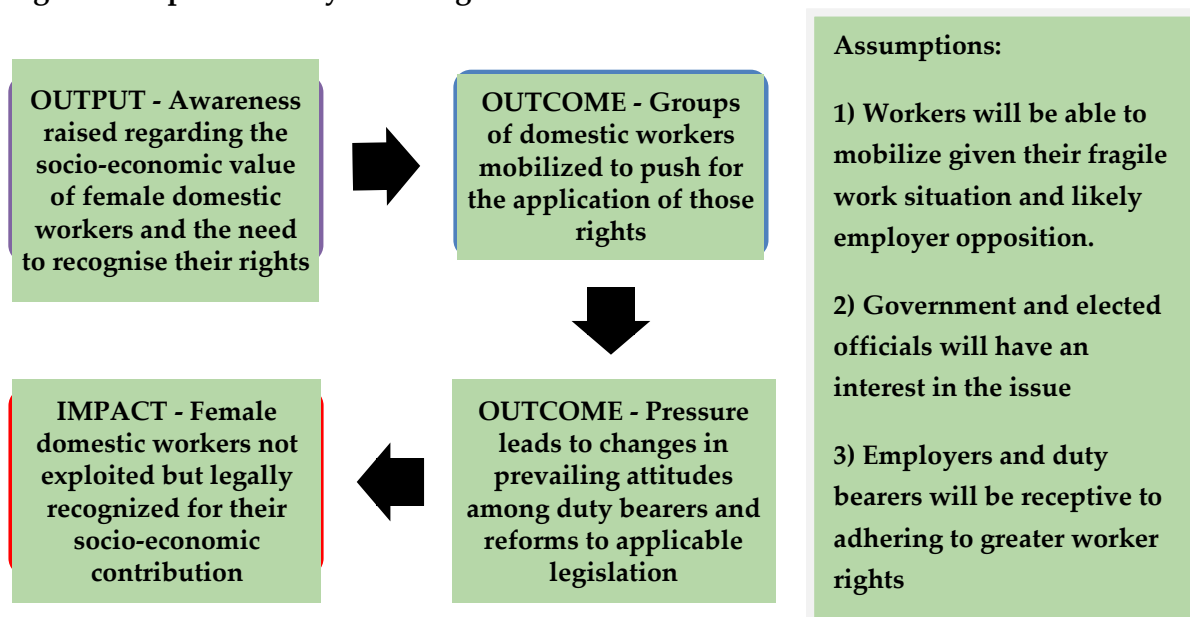 OUTPUT - Awareness
raised regarding the
socio-economic value
of female domestic
workers and the need
to recognise their rights
OUTCOME - Groups
of domestic workers
mobilized to push for
the application of those
rights
OUTCOME - Pressure
leads to changes in
prevailing attitudes
among duty bearers and
reforms to applicable
legislation
IMPACT - Female
domestic workers not
exploited but legally
recognized for their
socio-economic
contribution
Assumptions:
1) Workers will be able to
mobilize given their fragile
work situation and likely
employer opposition.
2) Government and elected
officials will have an
interest in the issue
3) Employers and duty
bearers will be receptive to
adhering to greater worker
rights